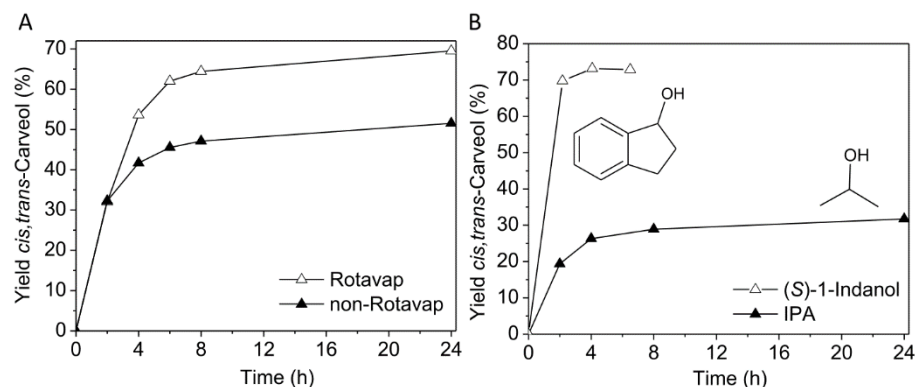 A
Yield cis,trans-Carveol (%)
70
60
50
40
30
20
10
0
Rotavap
non-Rotavap
0 4 8 12 16 20 24
Time (h)
B
Yield cis,trans-Carveol (%)
80
70
60
50
40
30
20
10
0
OH
OH
(S)-1-Indanol
IPA
0 4 8 12 16 20 24
Time (h)